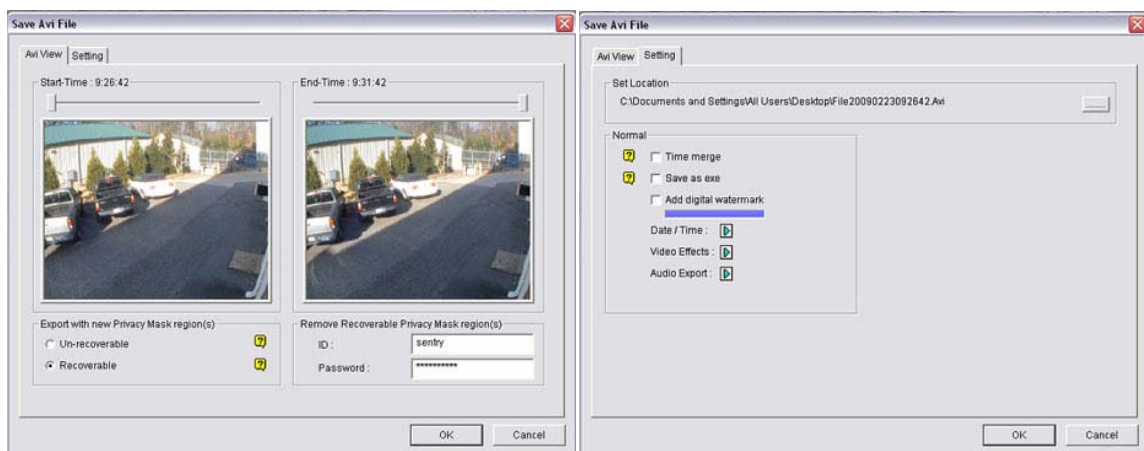 Save Avi File
Avi View
Setting
Start-Time : 9:26:42
End-Time : 9:31:42
Export with new Privacy Mask region(s)
Un-recoverable
Recoverable
Remove Recoverable Privacy Mask region(s)
ID :
sentry
Password :
**********
OK
Cancel
Save Avi File
Avi View
Setting
Set Location
C:\Documents and Settings\All Users\Desktop\File20090223092642.Avi
.......
Normal
Time merge
Save as exe
Add digital watermark
Date / Time :
Video Effects :
Audio Export :
OK
Cancel